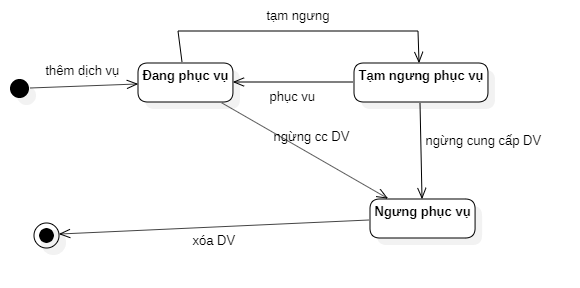 tạm ngưng
thêm dịch vụ
Đang phục vụ
Tạm ngưng phục vụ
phục vu
ngừng cc DV
ngừng cung cấp DV
Ngưng phục vụ
xóa DV